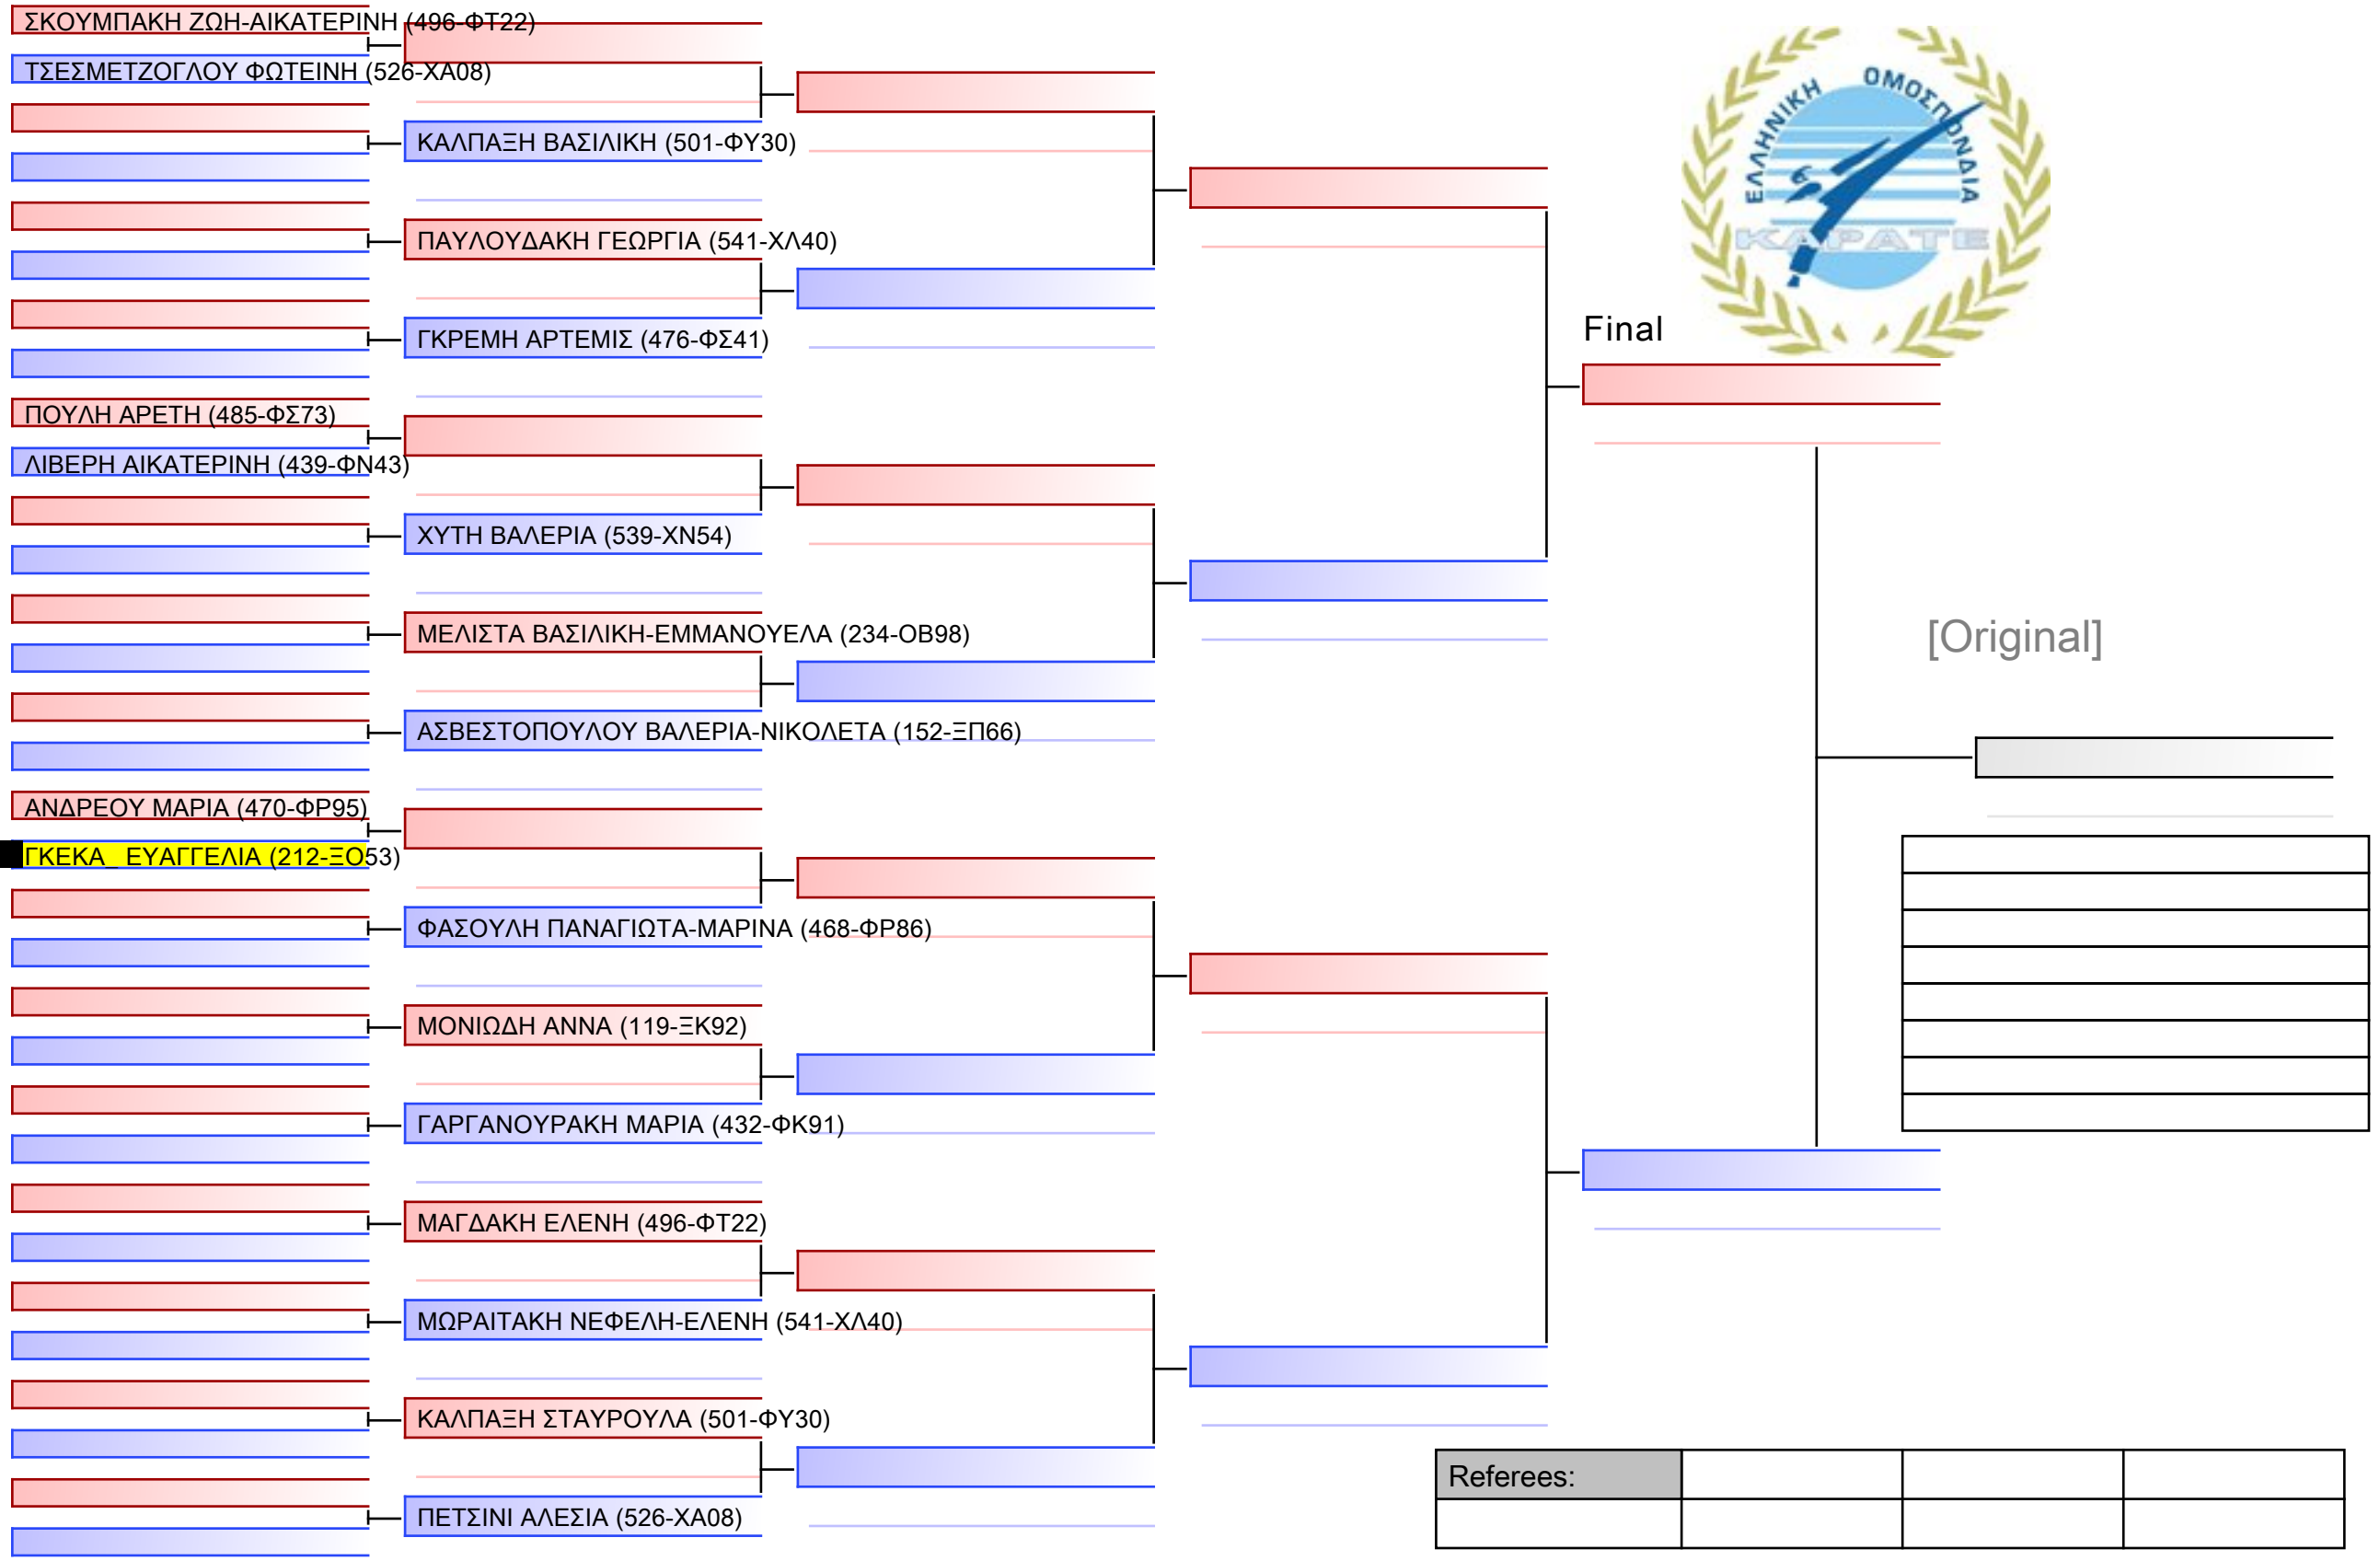 ΣΚΟΥΜΠΑΚΗ ΖΩΗ-ΑΙΚΑΤΕΡΙΝΗ (496-ΦΤ22)
ΤΣΕΣΜΕΤΖΟΓΛΟΥ ΦΩΤΕΙΝΗ (526-ΧΑ08)
ΚΑΛΠΑΞΗ ΒΑΣΙΛΙΚΗ (501-ΦΥ30)
ΠΑΥΛΟΥΔΑΚΗ ΓΕΩΡΓΙΑ (541-ΧΛ40)
ΓΚΡΕΜΗ ΑΡΤΕΜΙΣ (476-ΦΣ41)
ΠΟΥΛΗ ΑΡΕΤΗ (485-ΦΣ73)
ΛΙΒΕΡΗ ΑΙΚΑΤΕΡΙΝΗ (439-ΦΝ43)
ΧΥΤΗ ΒΑΛΕΡΙΑ (539-ΧΝ54)
ΜΕΛΙΣΤΑ ΒΑΣΙΛΙΚΗ-ΕΜΜΑΝΟΥΕΛΑ (234-ΟΒ98)
ΑΣΒΕΣΤΟΠΟΥΛΟΥ ΒΑΛΕΡΙΑ-ΝΙΚΟΛΕΤΑ (152-ΞΠ66)
ΑΝΔΡΕΟΥ ΜΑΡΙΑ (470-ΦΡ95)
ΓΚΕΚΑ_ ΕΥΑΓΓΕΛΙΑ (212-ΞΟ53)
ΦΑΣΟΥΛΗ ΠΑΝΑΓΙΩΤΑ-ΜΑΡΙΝΑ (468-ΦΡ86)
ΜΟΝΙΩΔΗ ΑΝΝΑ (119-ΞΚ92)
ΓΑΡΓΑΝΟΥΡΑΚΗ ΜΑΡΙΑ (432-ΦΚ91)
ΜΑΓΔΑΚΗ ΕΛΕΝΗ (496-ΦΤ22)
ΜΩΡΑΙΤΑΚΗ ΝΕΦΕΛΗ-ΕΛΕΝΗ (541-ΧΛ40)
ΚΑΛΠΑΞΗ ΣΤΑΥΡΟΥΛΑ (501-ΦΥ30)
ΠΕΤΣΙΝΙ ΑΛΕΣΙΑ (526-ΧΑ08)
ΕΛΛΗΝΙΚΗ ΟΜΟΣΠΟΝΔΙΑ
ΚΑΡΑΤΕ
Final
[Original]
Referees: